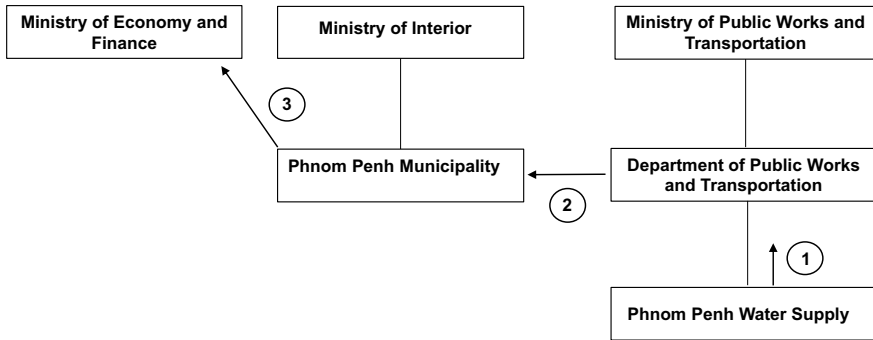 Ministry of Economy and
Finance
Ministry of Interior
Ministry of Public Works and
Transportation
3
Phnom Penh Municipality
Department of Public Works
and Transportation
2
1
Phnom Penh Water Supply